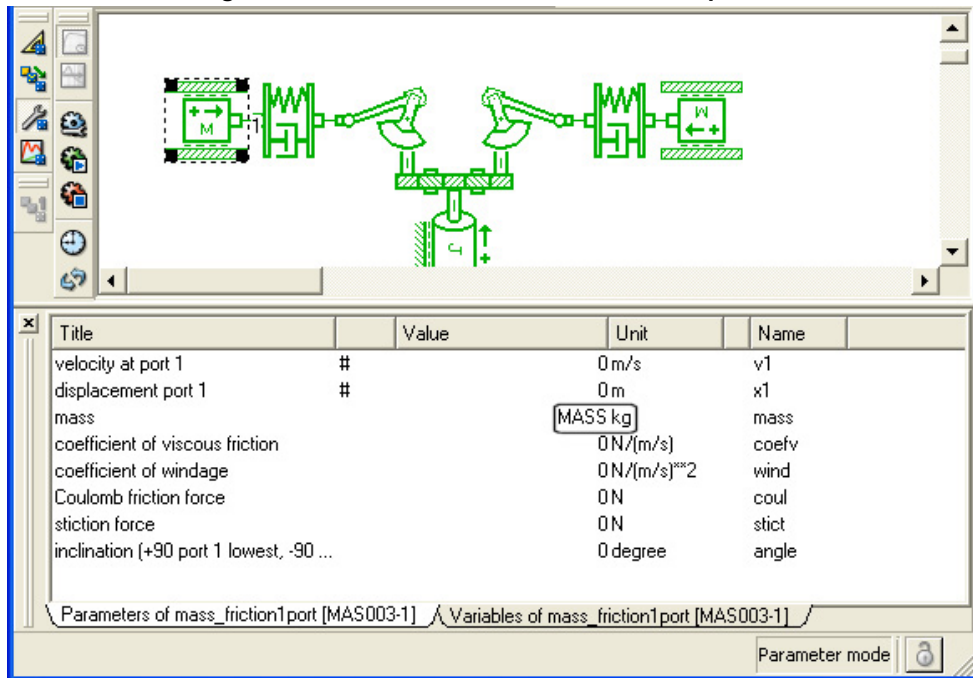 M
M
Title Value Unit Name
velocity at port 1 # 0 m/s v1
displacement port 1 # 0 m x1
mass MASS kg mass
coefficient of viscous friction 0 N/(m/s) coefv
coefficient of windage 0 N/(m/s)**2 wind
Coulomb friction force 0 N coul
stiction force 0 N stict
inclination (+90 port 1 lowest, -90 ... 0 degree angle
Parameters of mass_friction1port [MAS003-1] Variables of mass_friction1port [MAS003-1]
Parameter mode